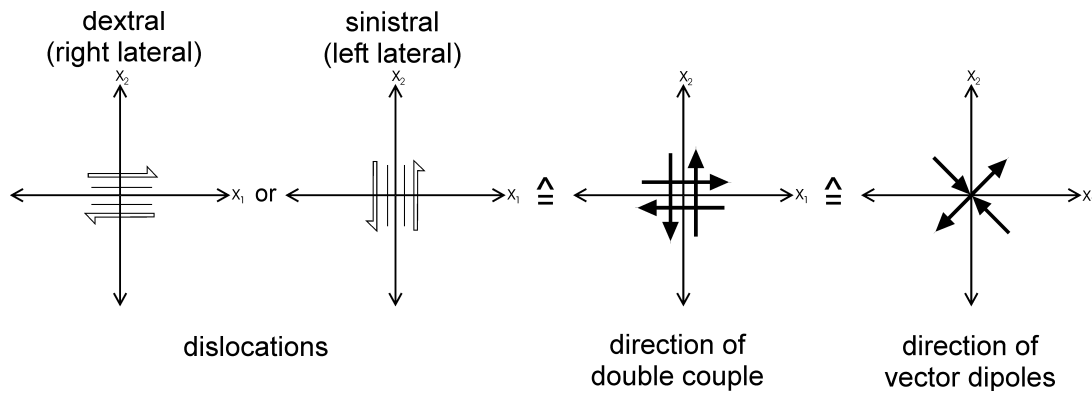 dextral
(right lateral)
sinistral
(left lateral)
x₂
x₂
x₂
x₂
x₁
or
x₁
≙
x₁
≙
x
dislocations
direction of
double couple
direction of
vector dipoles